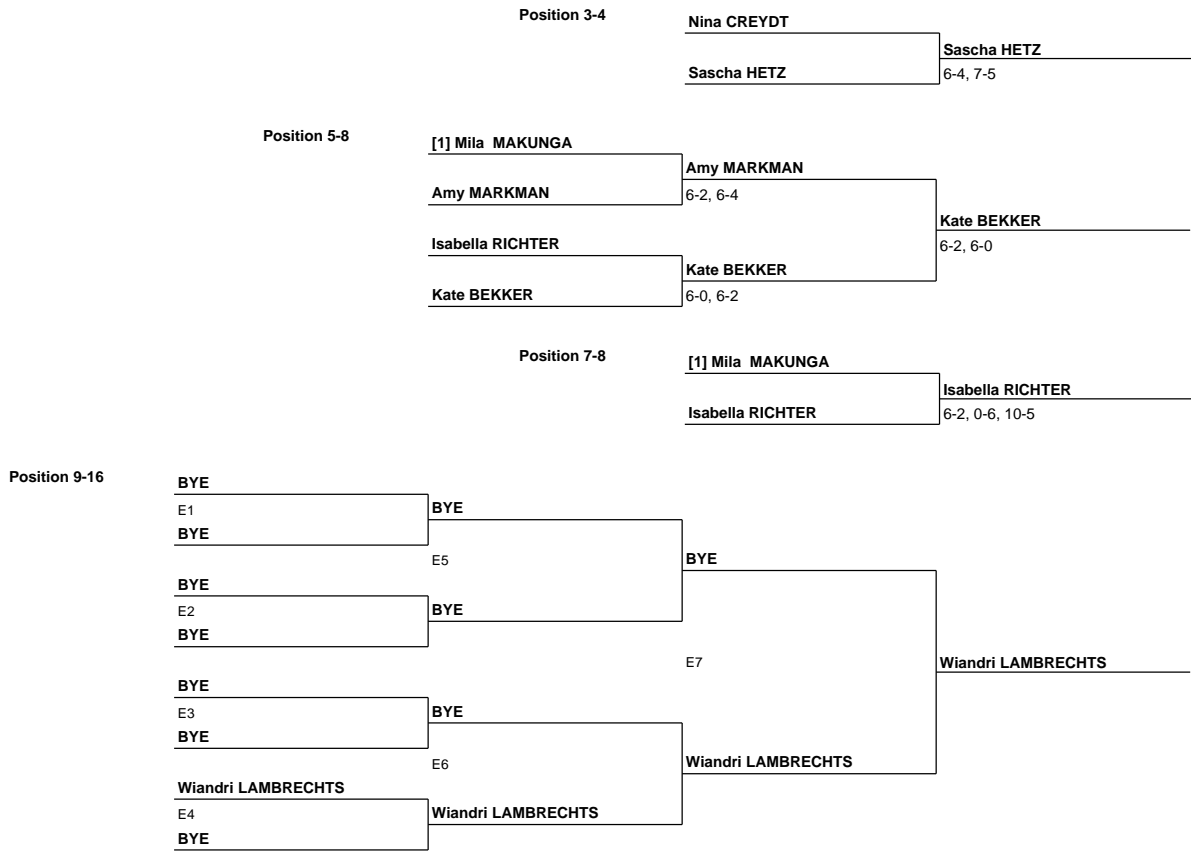 Position 3-4
Nina CREYDT
Sascha HETZ
Sascha HETZ
6-4, 7-5
Position 5-8
[1] Mila  MAKUNGA
Amy MARKMAN
Amy MARKMAN
6-2, 6-4
Kate BEKKER
Isabella RICHTER
6-2, 6-0
Kate BEKKER
Kate BEKKER
6-0, 6-2
Position 7-8
[1] Mila  MAKUNGA
Isabella RICHTER
Isabella RICHTER
6-2, 0-6, 10-5
Position 9-16
BYE
E1
BYE
BYE
E5
BYE
BYE
E2
BYE
BYE
E7
Wiandri LAMBRECHTS
BYE
E3
BYE
BYE
E6
Wiandri LAMBRECHTS
Wiandri LAMBRECHTS
E4
Wiandri LAMBRECHTS
BYE